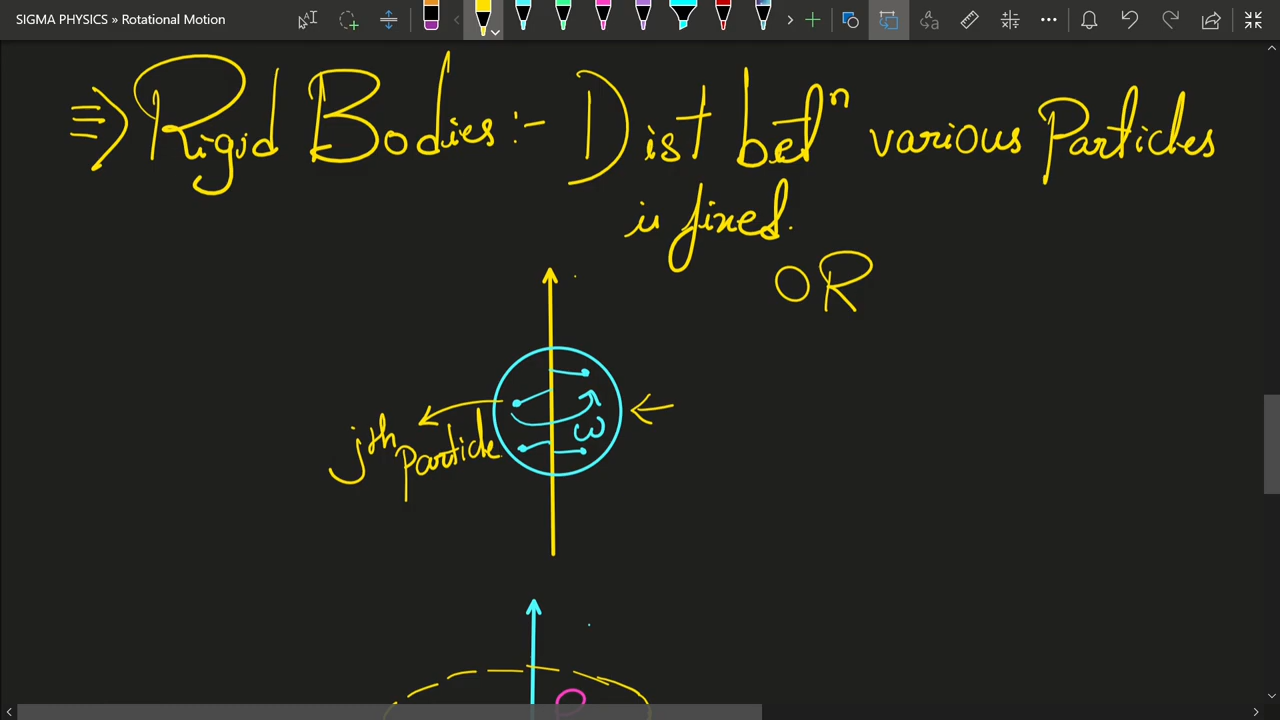 SIGMA PHYSICS » Rotational Motion
⇒ Rigid Bodies :- Dist betⁿ various Particles
is fixed.
OR
ω
jth particle